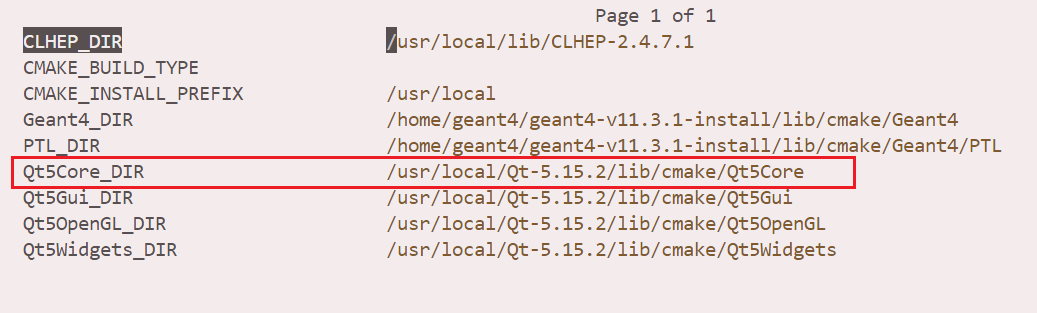 Page 1 of 1
CLHEP_DIR /usr/local/lib/CLHEP-2.4.7.1
CMAKE_BUILD_TYPE
CMAKE_INSTALL_PREFIX /usr/local
Geant4_DIR /home/geant4/geant4-v11.3.1-install/lib/cmake/Geant4
PTL_DIR /home/geant4/geant4-v11.3.1-install/lib/cmake/Geant4/PTL
Qt5Core_DIR /usr/local/Qt-5.15.2/lib/cmake/Qt5Core
Qt5Gui_DIR /usr/local/Qt-5.15.2/lib/cmake/Qt5Gui
Qt5OpenGL_DIR /usr/local/Qt-5.15.2/lib/cmake/Qt5OpenGL
Qt5Widgets_DIR /usr/local/Qt-5.15.2/lib/cmake/Qt5Widgets